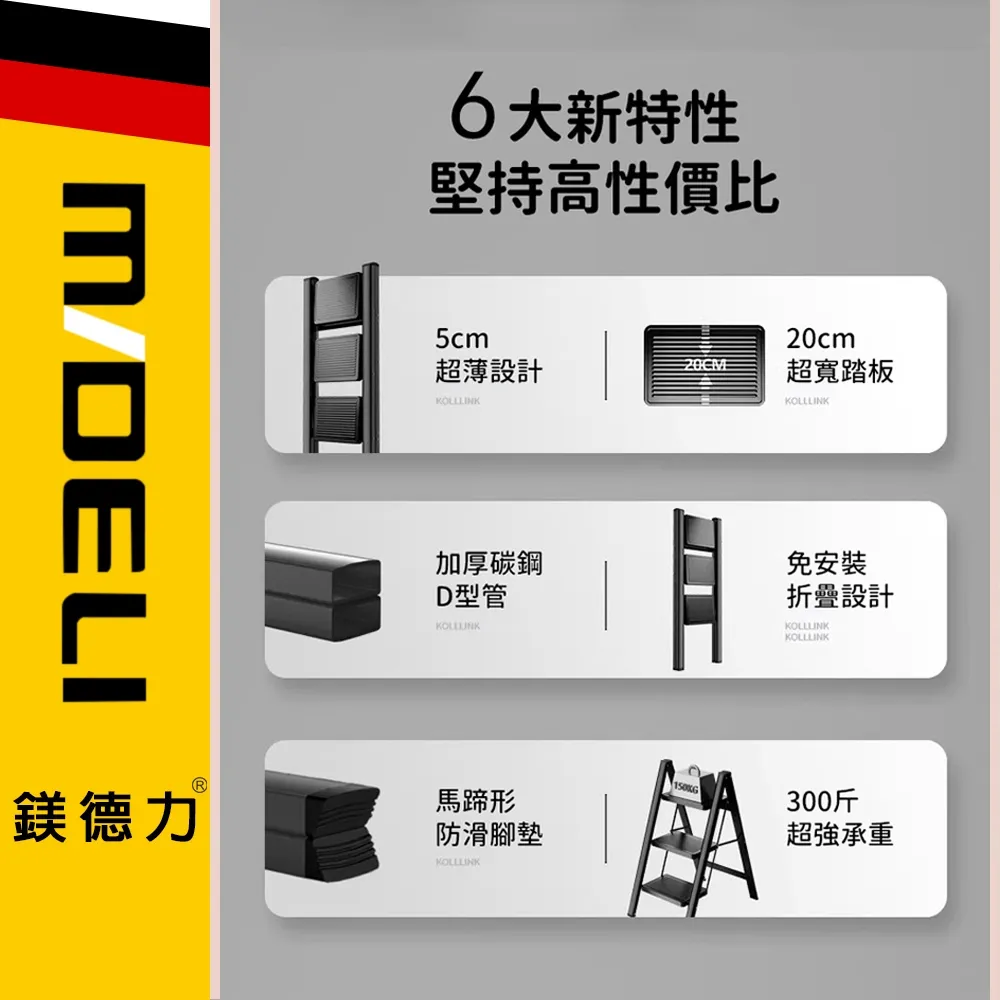 M/DELI
鎂德力®
6大新特性
堅持高性價比
5cm
超薄設計
KOLLLINK
20CM
20cm
超寬踏板
KOLLLINK
加厚碳鋼
D型管
KOLLLINK
免安裝
折疊設計
KOLLLINK
KOLLLINK
馬蹄形
防滑腳墊
KOLLLINK
150KG
300斤
超強承重